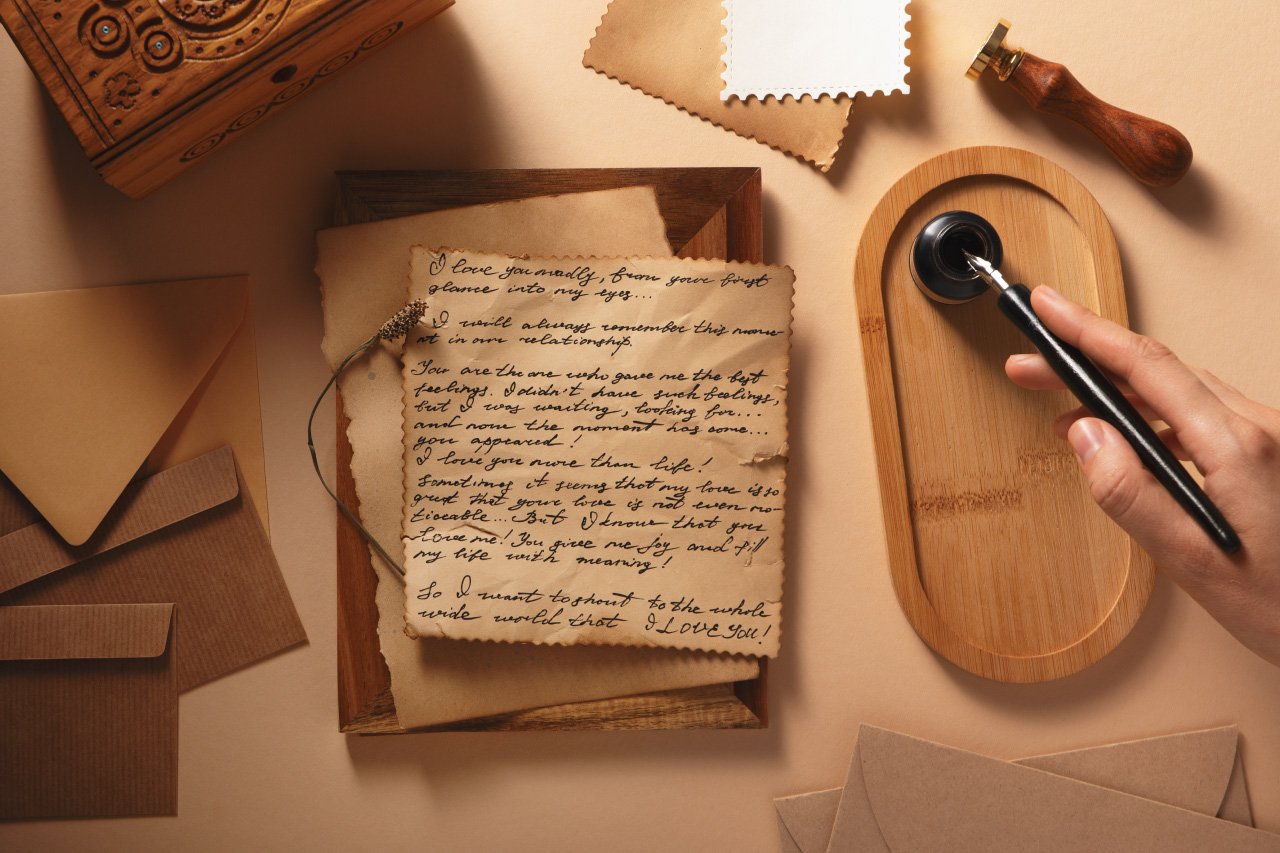 I love you madly, from your first
glance into my eyes...
I will always remember this mome-
nt in our relationship.
You are the one who gave me the best
feelings. I didn't have such feelings,
but I was waiting, looking for...
and now the moment has come...
you appeared!
I love you more than life!
Sometimes it seems that my love is so
great that your love is not even no-
ticeable... But I know that you
Love me! You give me joy and fill
my life with meaning!
So I want to shout to the whole
wide world that I LOVE YOU!